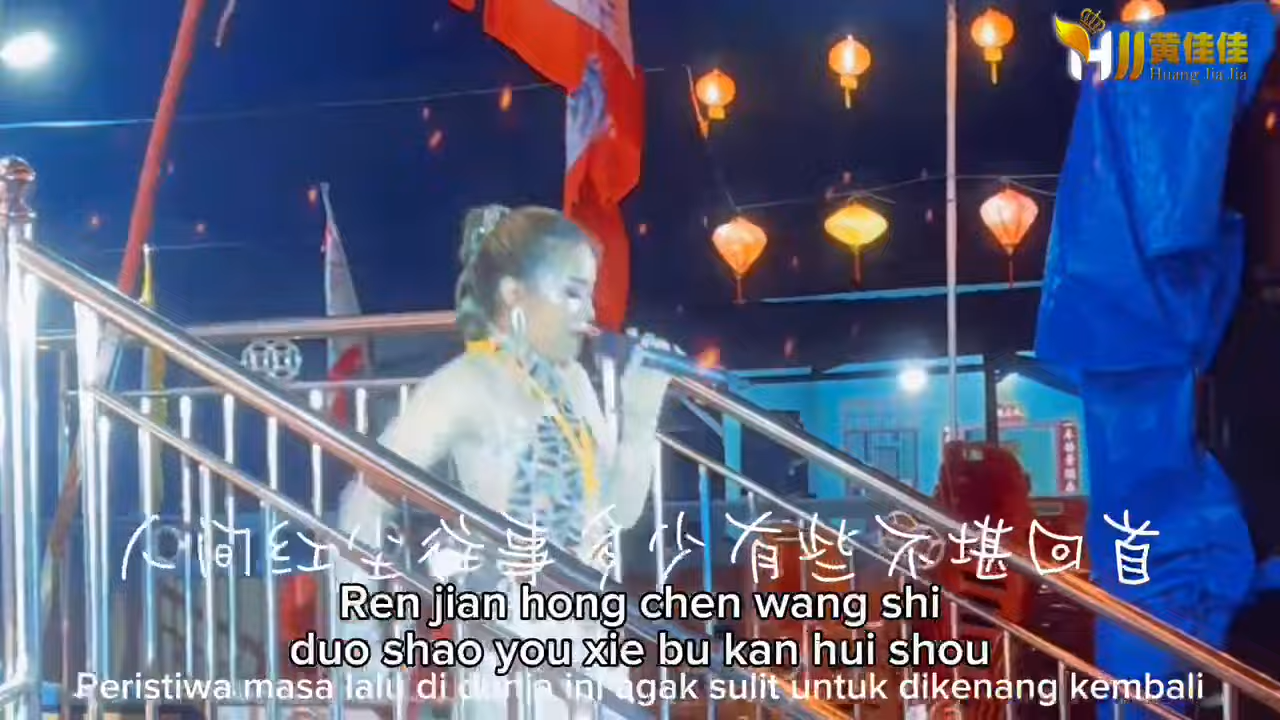 HJJ 黄佳佳
Huang Jia Jia
人间红尘往事多少有些不堪回首
Ren jian hong chen wang shi
duo shao you xie bu kan hui shou
Peristiwa masa lalu di dunia ini agak sulit untuk dikenang kembali